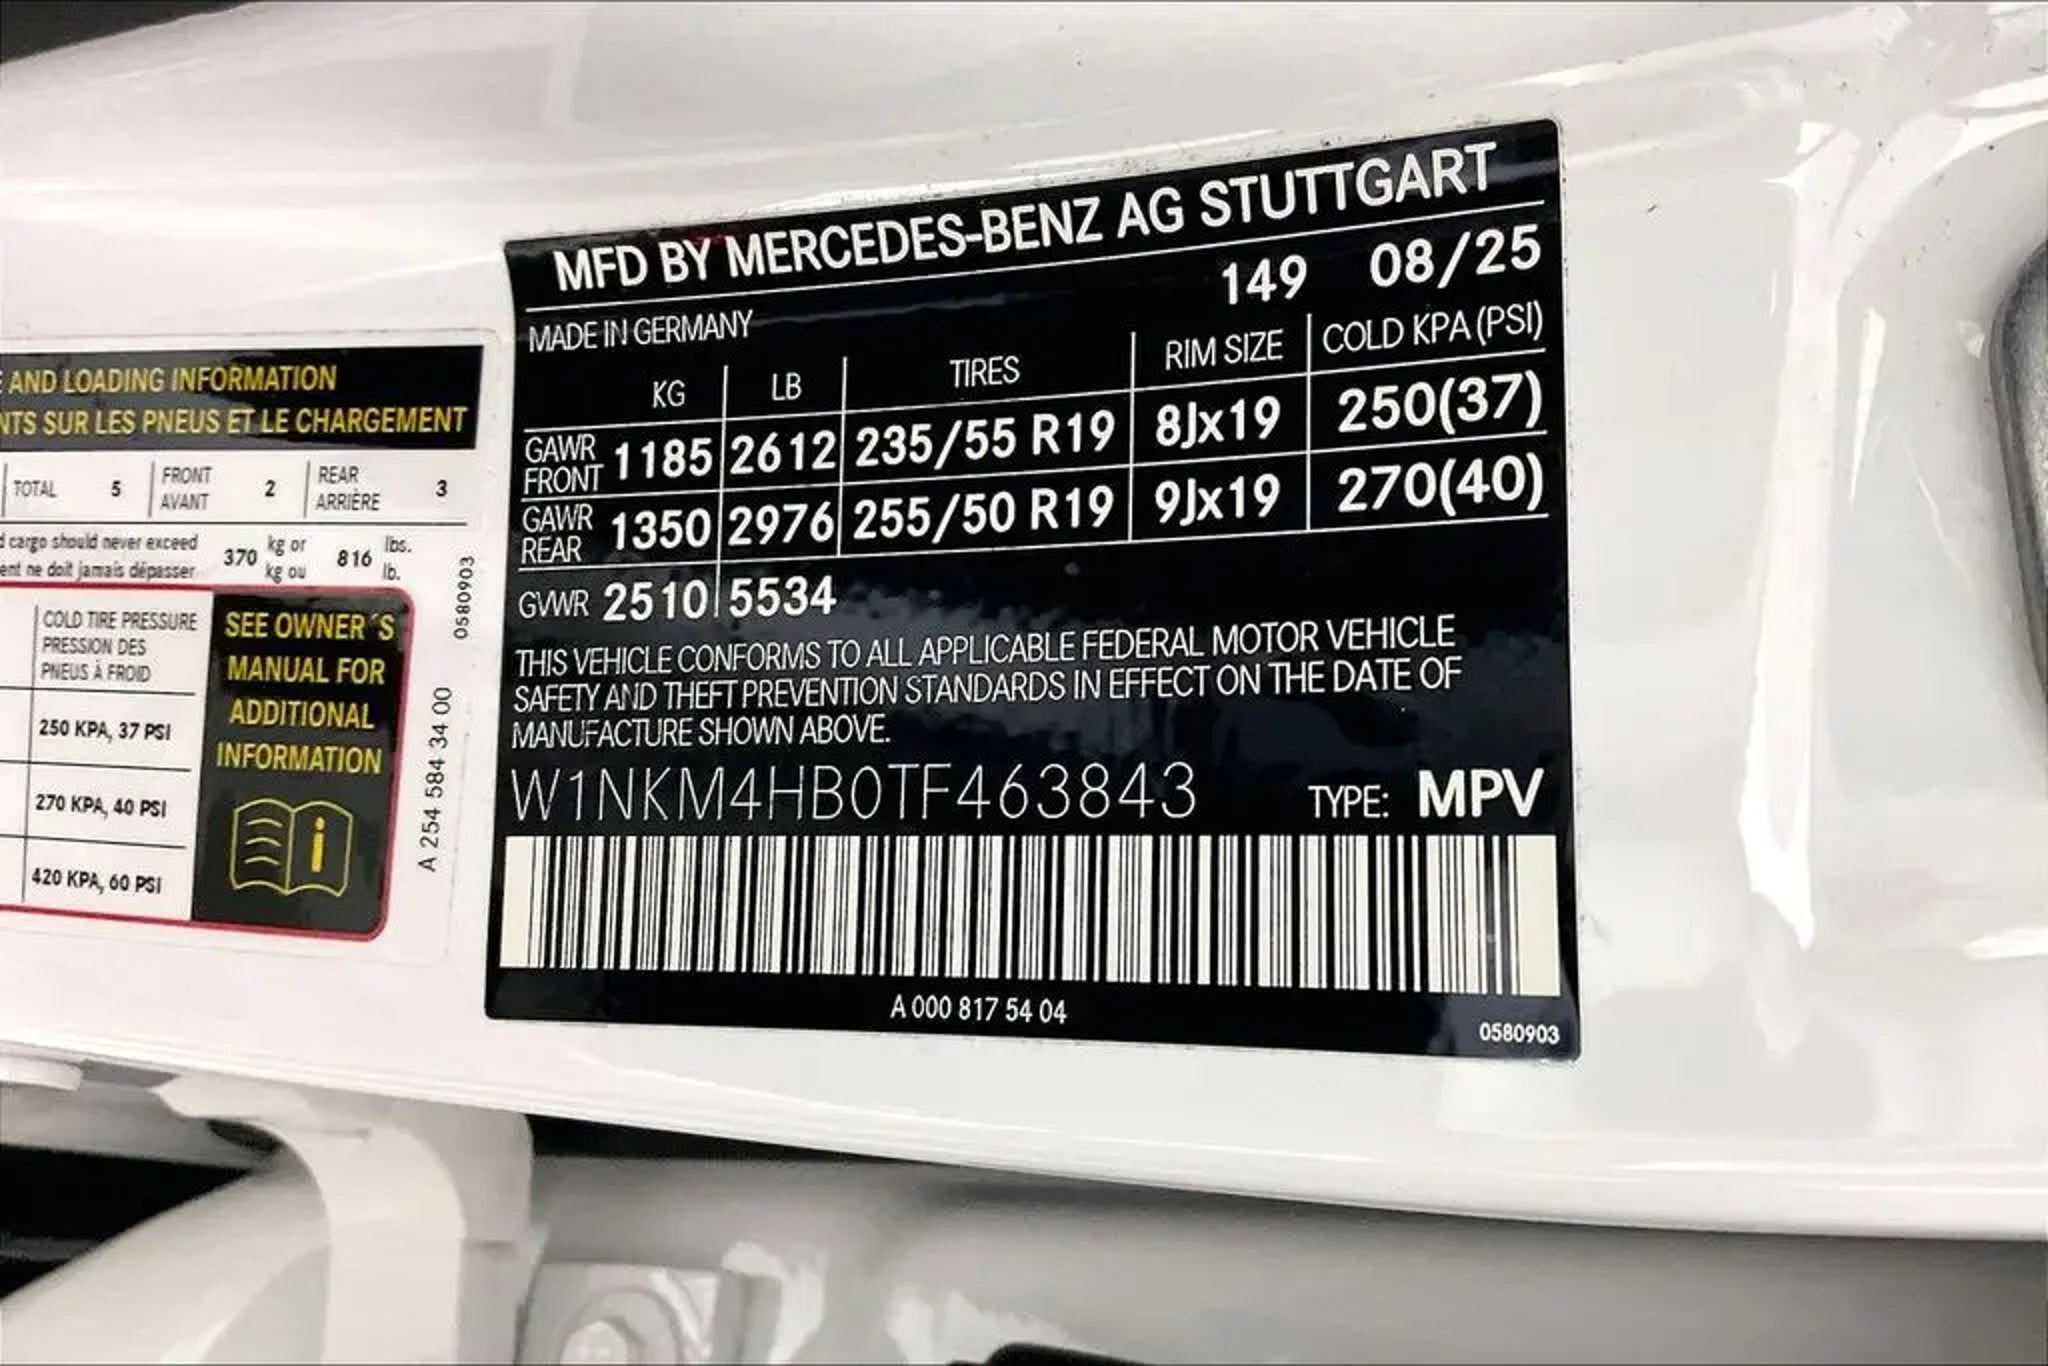 AND LOADING INFORMATION
SUR LES PNEUS ET LE CHARGEMENT
TOTAL 5 FRONT AVANT 2 REAR ARRIÈRE 3
cargo should never exceed 370 kg or 816 lbs.
ne doit jamais dépasser kg ou lb.
COLD TIRE PRESSURE
PRESSION DES
PNEUS À FROID
250 KPA, 37 PSI
270 KPA, 40 PSI
420 KPA, 60 PSI
SEE OWNER´S
MANUAL FOR
ADDITIONAL
INFORMATION
i
0580903
A 254 584 34 00
MFD BY MERCEDES-BENZ AG STUTTGART
149 08/25
MADE IN GERMANY
KG LB TIRES RIM SIZE COLD KPA (PSI)
GAWR FRONT 1185 2612 235/55 R19 8Jx19 250(37)
GAWR REAR 1350 2976 255/50 R19 9Jx19 270(40)
GVWR 2510 5534
THIS VEHICLE CONFORMS TO ALL APPLICABLE FEDERAL MOTOR VEHICLE
SAFETY AND THEFT PREVENTION STANDARDS IN EFFECT ON THE DATE OF
MANUFACTURE SHOWN ABOVE.
W1NKM4HB0TF463843 TYPE: MPV
A 000 817 54 04
0580903